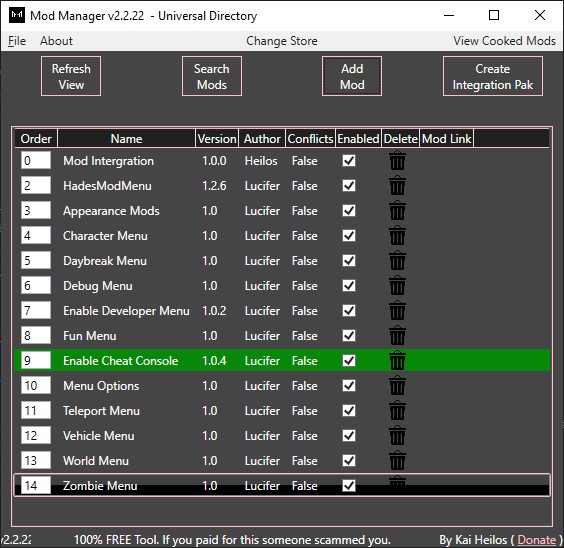 Mod Manager v2.2.22 - Universal Directory
File About Change Store View Cooked Mods
Refresh View Search Mods Add Mod Create Integration Pak
Order Name Version Author Conflicts Enabled Delete Mod Link
0 Mod Intergration 1.0.0 Heilos False
2 HadesModMenu 1.2.6 Lucifer False
3 Appearance Mods 1.0 Lucifer False
4 Character Menu 1.0 Lucifer False
5 Daybreak Menu 1.0 Lucifer False
6 Debug Menu 1.0 Lucifer False
7 Enable Developer Menu 1.0.2 Lucifer False
8 Fun Menu 1.0 Lucifer False
9 Enable Cheat Console 1.0.4 Lucifer False
10 Menu Options 1.0 Lucifer False
11 Teleport Menu 1.0 Lucifer False
12 Vehicle Menu 1.0 Lucifer False
13 World Menu 1.0 Lucifer False
14 Zombie Menu 1.0 Lucifer False
v2.2.22 100% FREE Tool. If you paid for this someone scammed you. By Kai Heilos ( Donate )